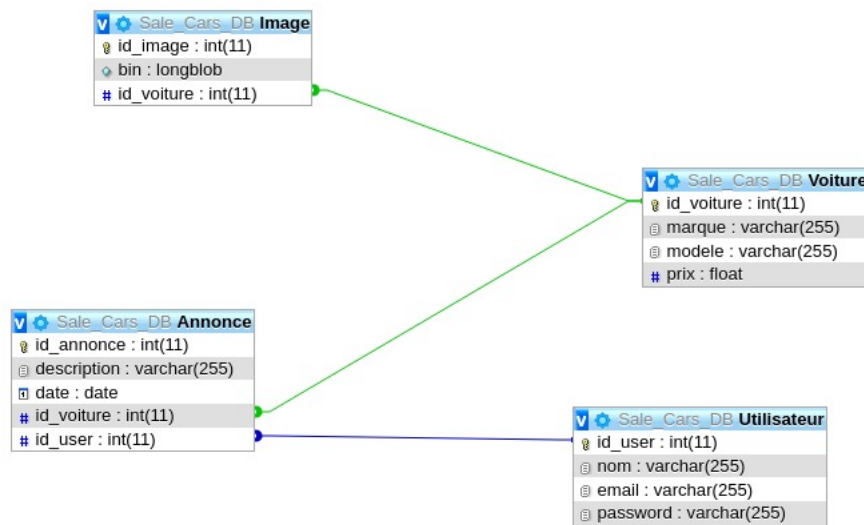 Sale_Cars_DB Image
id_image : int(11)
bin : longblob
id_voiture : int(11)
Sale_Cars_DB Voiture
id_voiture : int(11)
marque : varchar(255)
modele : varchar(255)
prix : float
Sale_Cars_DB Annonce
id_annonce : int(11)
description : varchar(255)
date : date
id_voiture : int(11)
id_user : int(11)
Sale_Cars_DB Utilisateur
id_user : int(11)
nom : varchar(255)
email : varchar(255)
password : varchar(255)